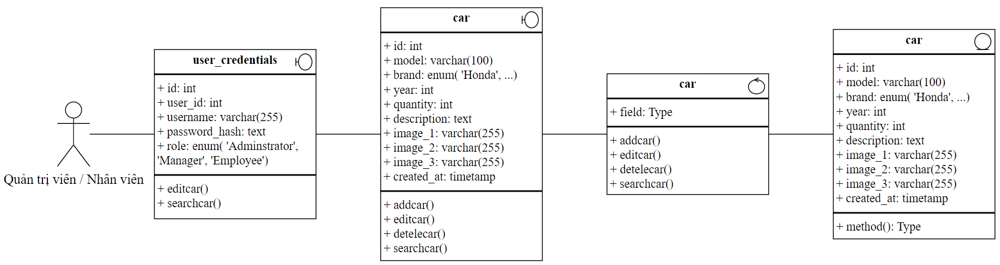 Quản trị viên / Nhân viên
user_credentials
+ id: int
+ user_id: int
+ username: varchar(255)
+ password_hash: text
+ role: enum( 'Adminstrator',
'Manager', 'Employee')
+ editcar()
+ searchcar()
car
+ id: int
+ model: varchar(100)
+ brand: enum( 'Honda', ...)
+ year: int
+ quantity: int
+ description: text
+ image_1: varchar(255)
+ image_2: varchar(255)
+ image_3: varchar(255)
+ created_at: timetamp
+ addcar()
+ editcar()
+ detelecar()
+ searchcar()
car
+ field: Type
+ addcar()
+ editcar()
+ detelecar()
+ searchcar()
car
+ id: int
+ model: varchar(100)
+ brand: enum( 'Honda', ...)
+ year: int
+ quantity: int
+ description: text
+ image_1: varchar(255)
+ image_2: varchar(255)
+ image_3: varchar(255)
+ created_at: timetamp
+ method(): Type